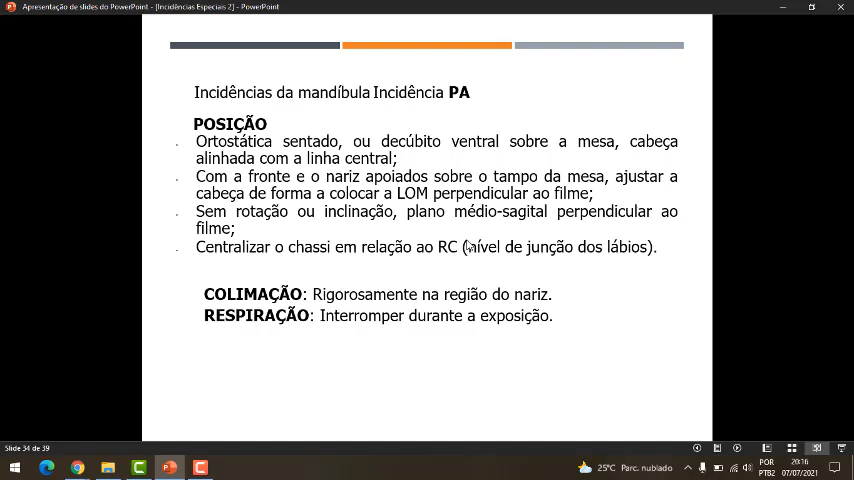 Apresentação de slides do PowerPoint - [Incidências Especiais 2] - PowerPoint
Incidências da mandíbula Incidência PA
POSIÇÃO
Ortostática sentado, ou decúbito ventral sobre a mesa, cabeça
alinhada com a linha central;
Com a fronte e o nariz apoiados sobre o tampo da mesa, ajustar a
cabeça de forma a colocar a LOM perpendicular ao filme;
Sem rotação ou inclinação, plano médio-sagital perpendicular ao
filme;
Centralizar o chassi em relação ao RC (nível de junção dos lábios).
COLIMAÇÃO: Rigorosamente na região do nariz.
RESPIRAÇÃO: Interromper durante a exposição.
Slide 34 de 39
25°C Parc. nublado
POR
PTB2
20:16
07/07/2021